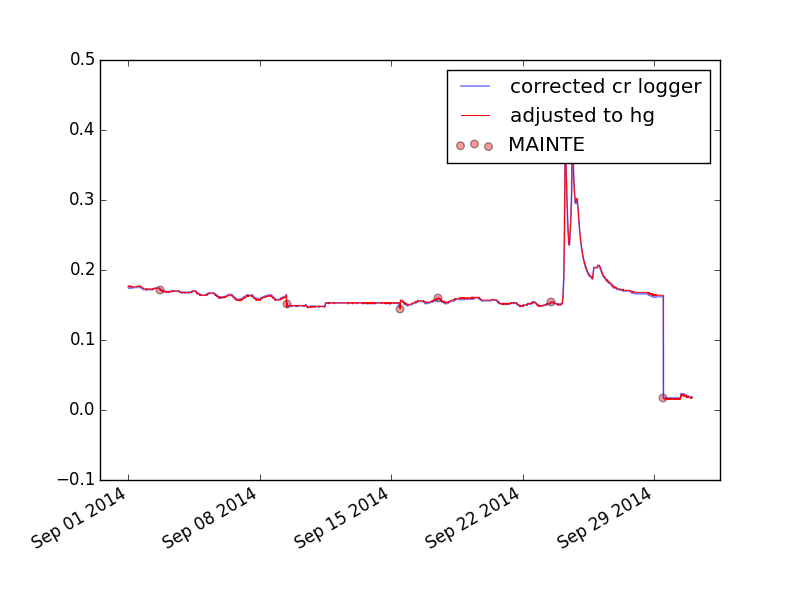 0.5
0.4
0.3
0.2
0.1
0.0
−0.1
corrected cr logger
adjusted to hg
MAINTE
Sep 01 2014
Sep 08 2014
Sep 15 2014
Sep 22 2014
Sep 29 2014